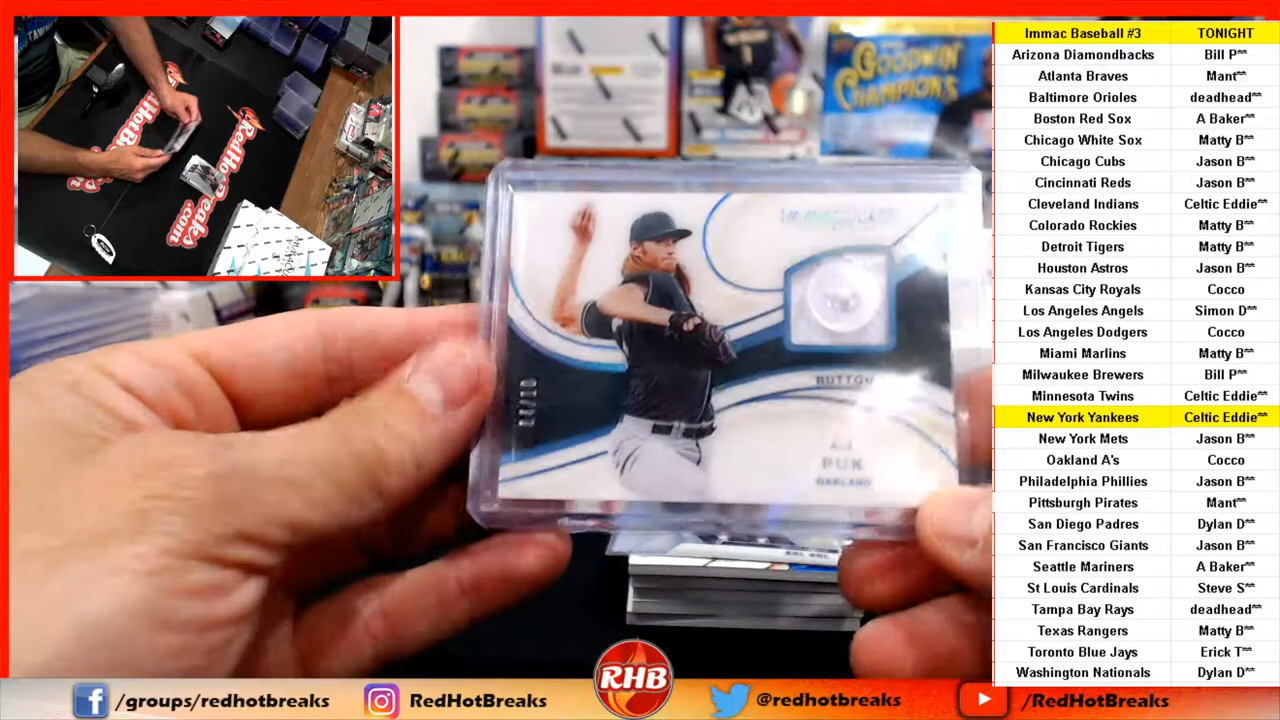 Immac Baseball #3 TONIGHT
Arizona Diamondbacks Bill P**
Atlanta Braves Mant**
Baltimore Orioles deadhead**
Boston Red Sox A Baker**
Chicago White Sox Matty B**
Chicago Cubs Jason B**
Cincinnati Reds Jason B**
Cleveland Indians Celtic Eddie**
Colorado Rockies Matty B**
Detroit Tigers Matty B**
Houston Astros Jason B**
Kansas City Royals Cocco
Los Angeles Angels Simon D**
Los Angeles Dodgers Cocco
Miami Marlins Matty B**
Milwaukee Brewers Bill P**
Minnesota Twins Celtic Eddie**
New York Yankees Celtic Eddie**
New York Mets Jason B**
Oakland A's Cocco
Philadelphia Phillies Jason B**
Pittsburgh Pirates Mant**
San Diego Padres Dylan D**
San Francisco Giants Jason B**
Seattle Mariners A Baker**
St Louis Cardinals Steve S**
Tampa Bay Rays deadhead**
Texas Rangers Matty B**
Toronto Blue Jays Erick T**
Washington Nationals Dylan D**
GOODWIN
CHAMPIONS
RedHotBreaks
.com
RedHotBreaks
IMMACULATE
BUTTON
A.J.
PUK
OAKLAND
/groups/redhotbreaks
RedHotBreaks
RHB
@redhotbreaks
/RedHotBreaks